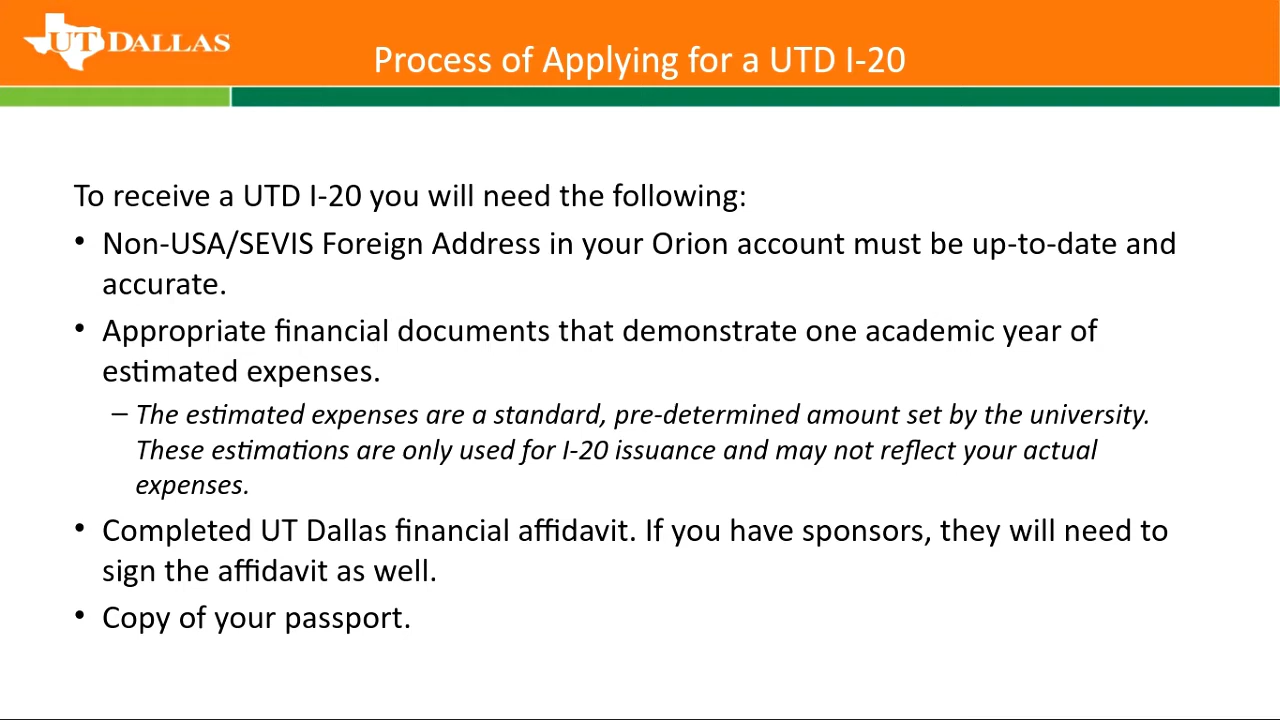 UT DALLAS
Process of Applying for a UTD I-20
To receive a UTD I-20 you will need the following:
• Non-USA/SEVIS Foreign Address in your Orion account must be up-to-date and
accurate.
• Appropriate financial documents that demonstrate one academic year of
estimated expenses.
– The estimated expenses are a standard, pre-determined amount set by the university.
These estimations are only used for I-20 issuance and may not reflect your actual
expenses.
• Completed UT Dallas financial affidavit. If you have sponsors, they will need to
sign the affidavit as well.
• Copy of your passport.